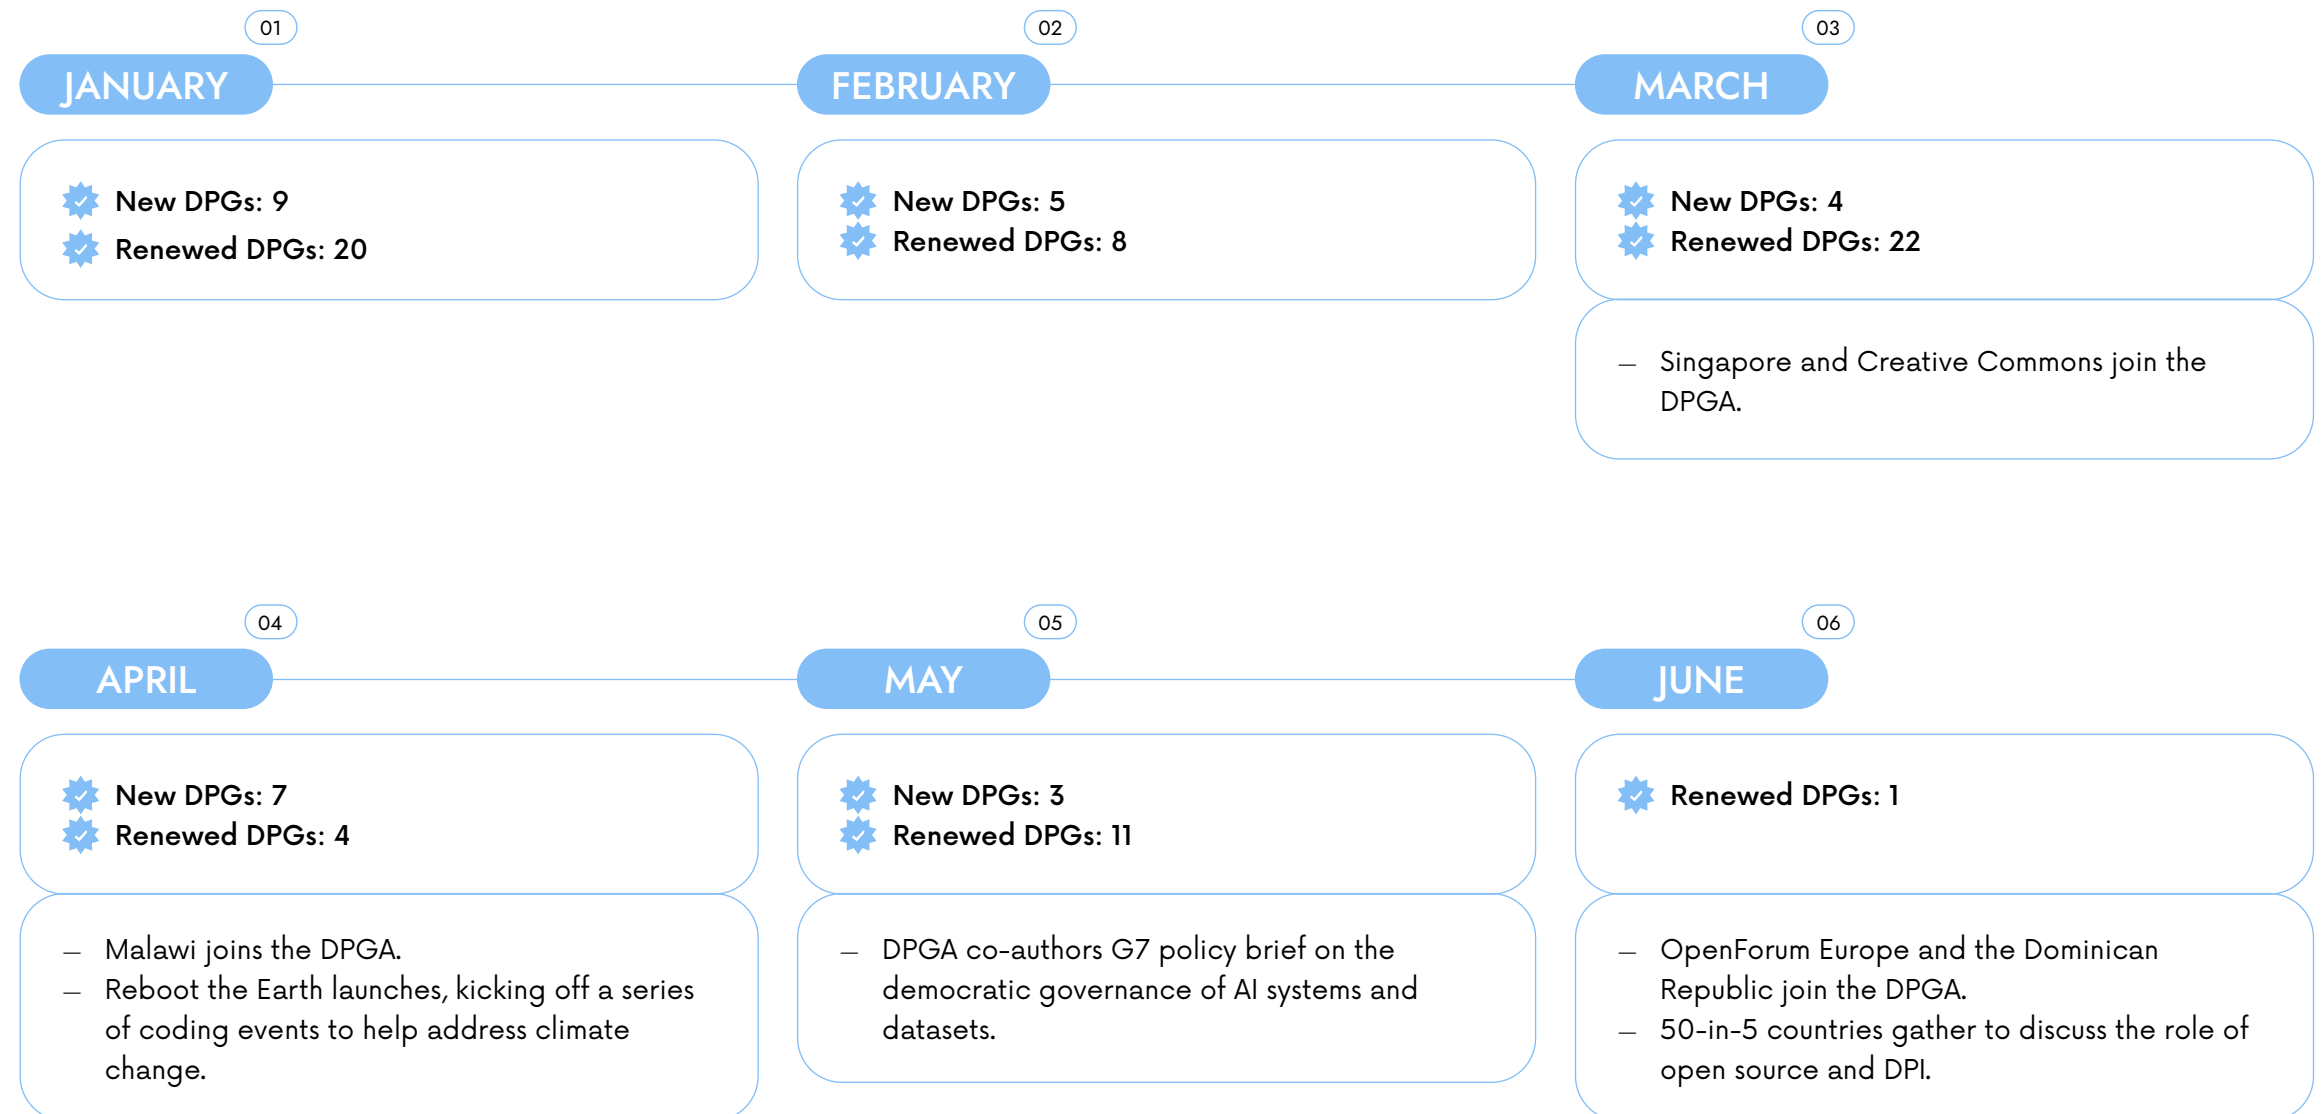 01
JANUARY
New DPGs: 9
Renewed DPGs: 20
02
FEBRUARY
New DPGs: 5
Renewed DPGs: 8
03
MARCH
New DPGs: 4
Renewed DPGs: 22
— Singapore and Creative Commons join the
DPGA.
04
APRIL
New DPGs: 7
Renewed DPGs: 4
— Malawi joins the DPGA.
— Reboot the Earth launches, kicking off a series
of coding events to help address climate
change.
05
MAY
New DPGs: 3
Renewed DPGs: 11
— DPGA co-authors G7 policy brief on the
democratic governance of AI systems and
datasets.
06
JUNE
Renewed DPGs: 1
— OpenForum Europe and the Dominican
Republic join the DPGA.
— 50-in-5 countries gather to discuss the role of
open source and DPI.